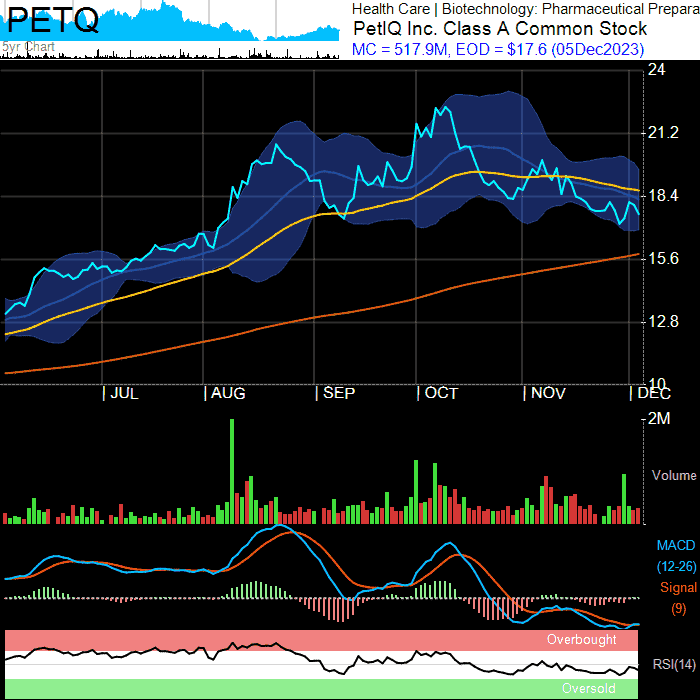 PETQ
5yr Chart
Health Care | Biotechnology: Pharmaceutical Prepara
PetIQ Inc. Class A Common Stock
MC = 517.9M, EOD = $17.6 (05Dec2023)
24
21.2
18.4
15.6
12.8
10
| JUL | AUG | SEP | OCT | NOV | DEC
2M
Volume
MACD
(12-26)
Signal
(9)
Overbought
RSI(14)
Oversold